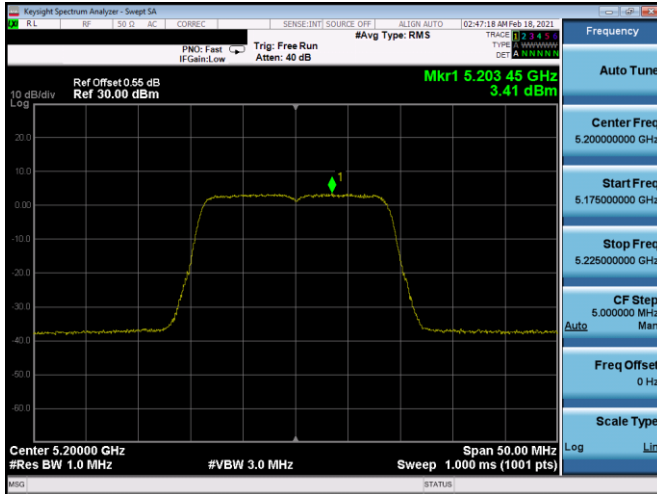 Keysight Spectrum Analyzer - Swept SA
RL RF 50 Ω AC CORREC SENSE:INT SOURCE OFF ALIGN AUTO 02:47:18 AM Feb 18, 2021
#Avg Type: RMS
TRACE 1 2 3 4 5 6
TYPE A WWWWW
DET A N N N N N
PNO: Fast
IFGain:Low
Trig: Free Run
Atten: 40 dB
Ref Offset 0.55 dB
Ref 30.00 dBm
10 dB/div
Log
Mkr1 5.203 45 GHz
3.41 dBm
20.0
10.0
0.00
-10.0
-20.0
-30.0
-40.0
-50.0
-60.0
1
Center 5.20000 GHz
#Res BW 1.0 MHz
#VBW 3.0 MHz
Span 50.00 MHz
Sweep 1.000 ms (1001 pts)
MSG
STATUS
Frequency
Auto Tune
Center Freq
5.200000000 GHz
Start Freq
5.175000000 GHz
Stop Freq
5.225000000 GHz
CF Step
5.000000 MHz
Auto Man
Freq Offset
0 Hz
Scale Type
Log Lin